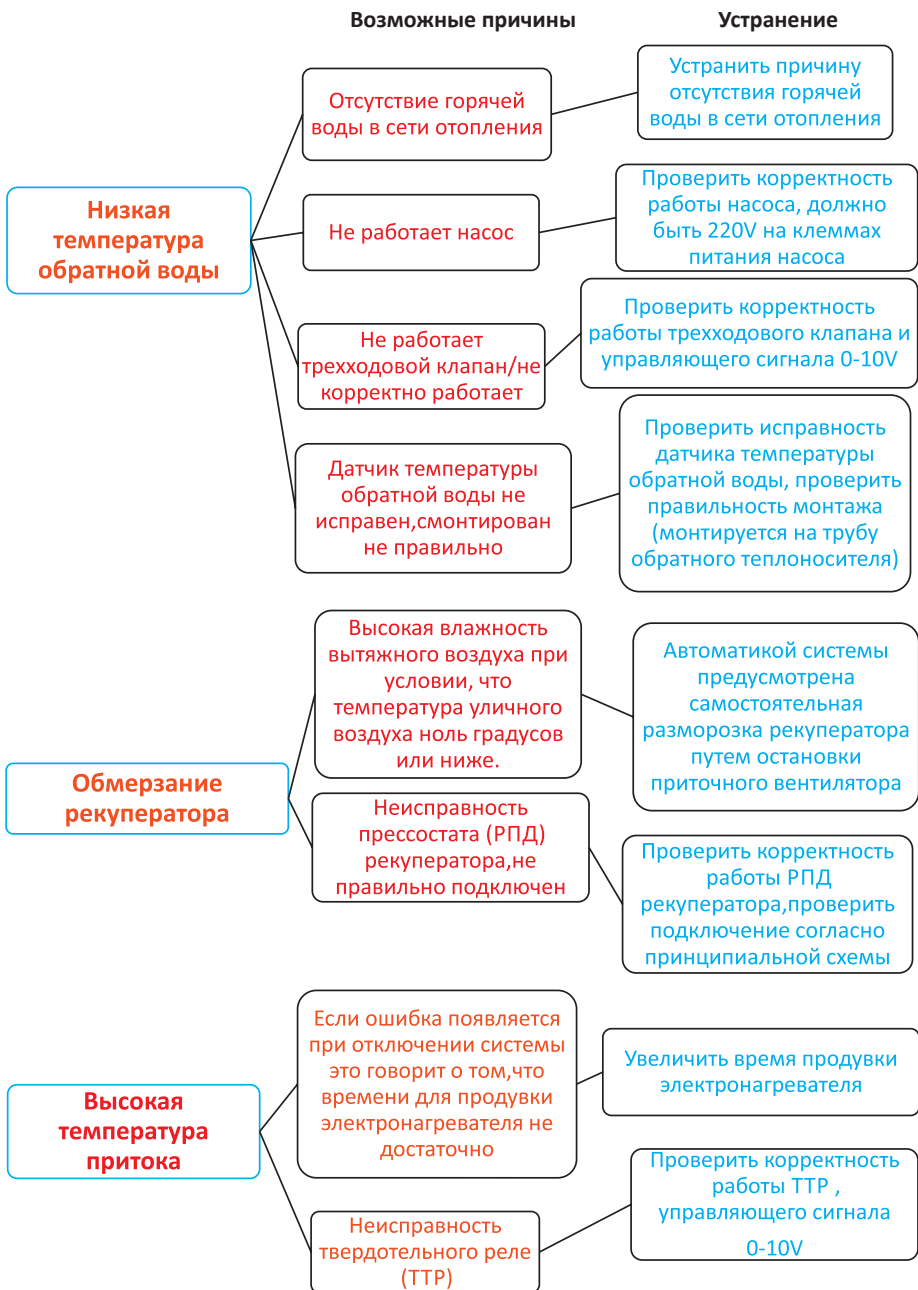 Возможные причины
Устранение
Низкая
температура
обратной воды
Отсутствие горячей
воды в сети отопления
Устранить причину
отсутствия горячей
воды в сети отопления
Не работает насос
Проверить корректность
работы насоса, должно
быть 220V на клеммах
питания насоса
Не работает
трехходовой клапан/не
корректно работает
Проверить корректность
работы трехходового клапана и
управляющего сигнала 0-10V
Датчик температуры
обратной воды не
исправен,смонтирован
не правильно
Проверить исправность
датчика температуры
обратной воды, проверить
правильность монтажа
(монтируется на трубу
обратного теплоносителя)
Обмерзание
рекуператора
Высокая влажность
вытяжного воздуха при
условии, что
температура уличного
воздуха ноль градусов
или ниже.
Автоматикой системы
предусмотрена
самостоятельная
разморозка рекуператора
путем остановки
приточного вентилятора
Неисправность
прессостата (РПД)
рекуператора,не
правильно подключен
Проверить корректность
работы РПД
рекуператора,проверить
подключение согласно
принципиальной схемы
Высокая
температура
притока
Если ошибка появляется
при отключении системы
это говорит о том,что
времени для продувки
электронагревателя не
достаточно
Увеличить время продувки
электронагревателя
Неисправность
твердотельного реле
(ТТР)
Проверить корректность
работы ТТР ,
управляющего сигнала
0-10V